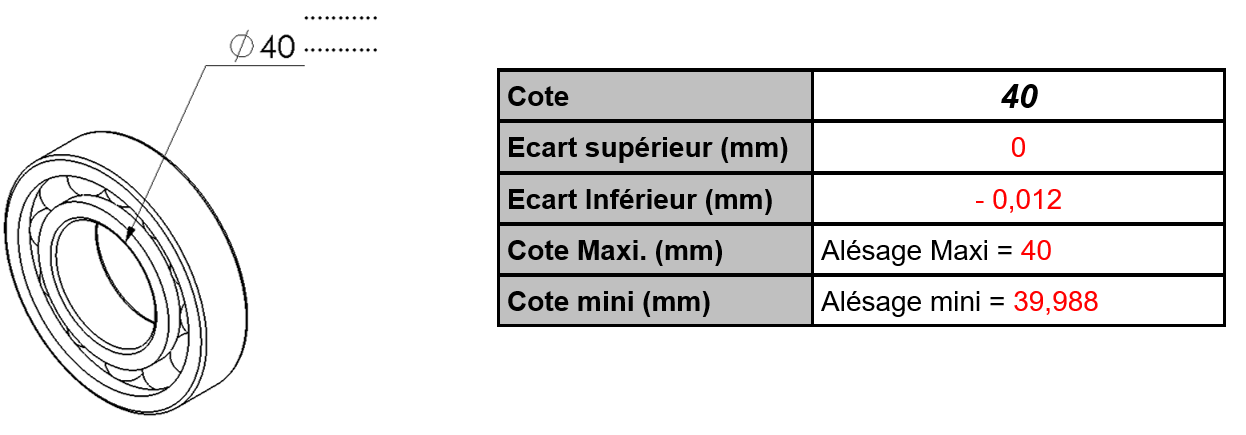 ...........
Ø 40 ...........
Cote 40
Ecart supérieur (mm) 0
Ecart Inférieur (mm) - 0,012
Cote Maxi. (mm) Alésage Maxi = 40
Cote mini (mm) Alésage mini = 39,988